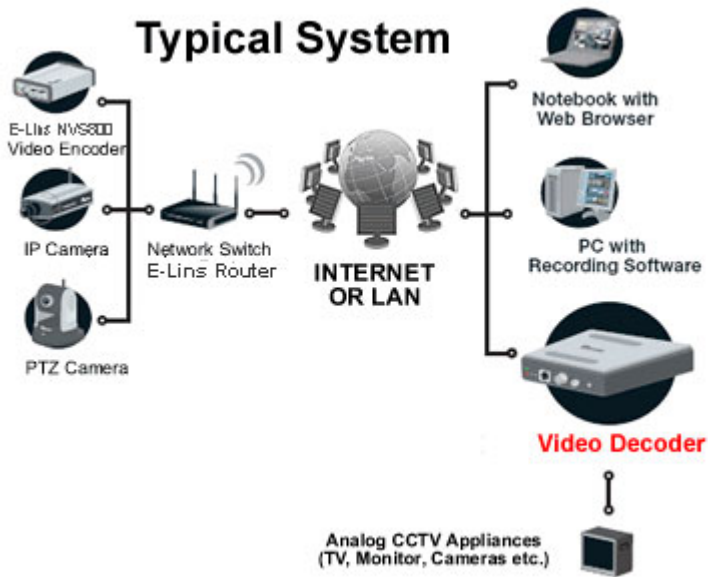 Typical System
E-Lins NVS800
Video Encoder
IP Camera
PTZ Camera
Network Switch
E-Lins Router
INTERNET
OR LAN
Notebook with
Web Browser
PC with
Recording Software
Video Decoder
Analog CCTV Appliances
(TV, Monitor, Cameras etc.)